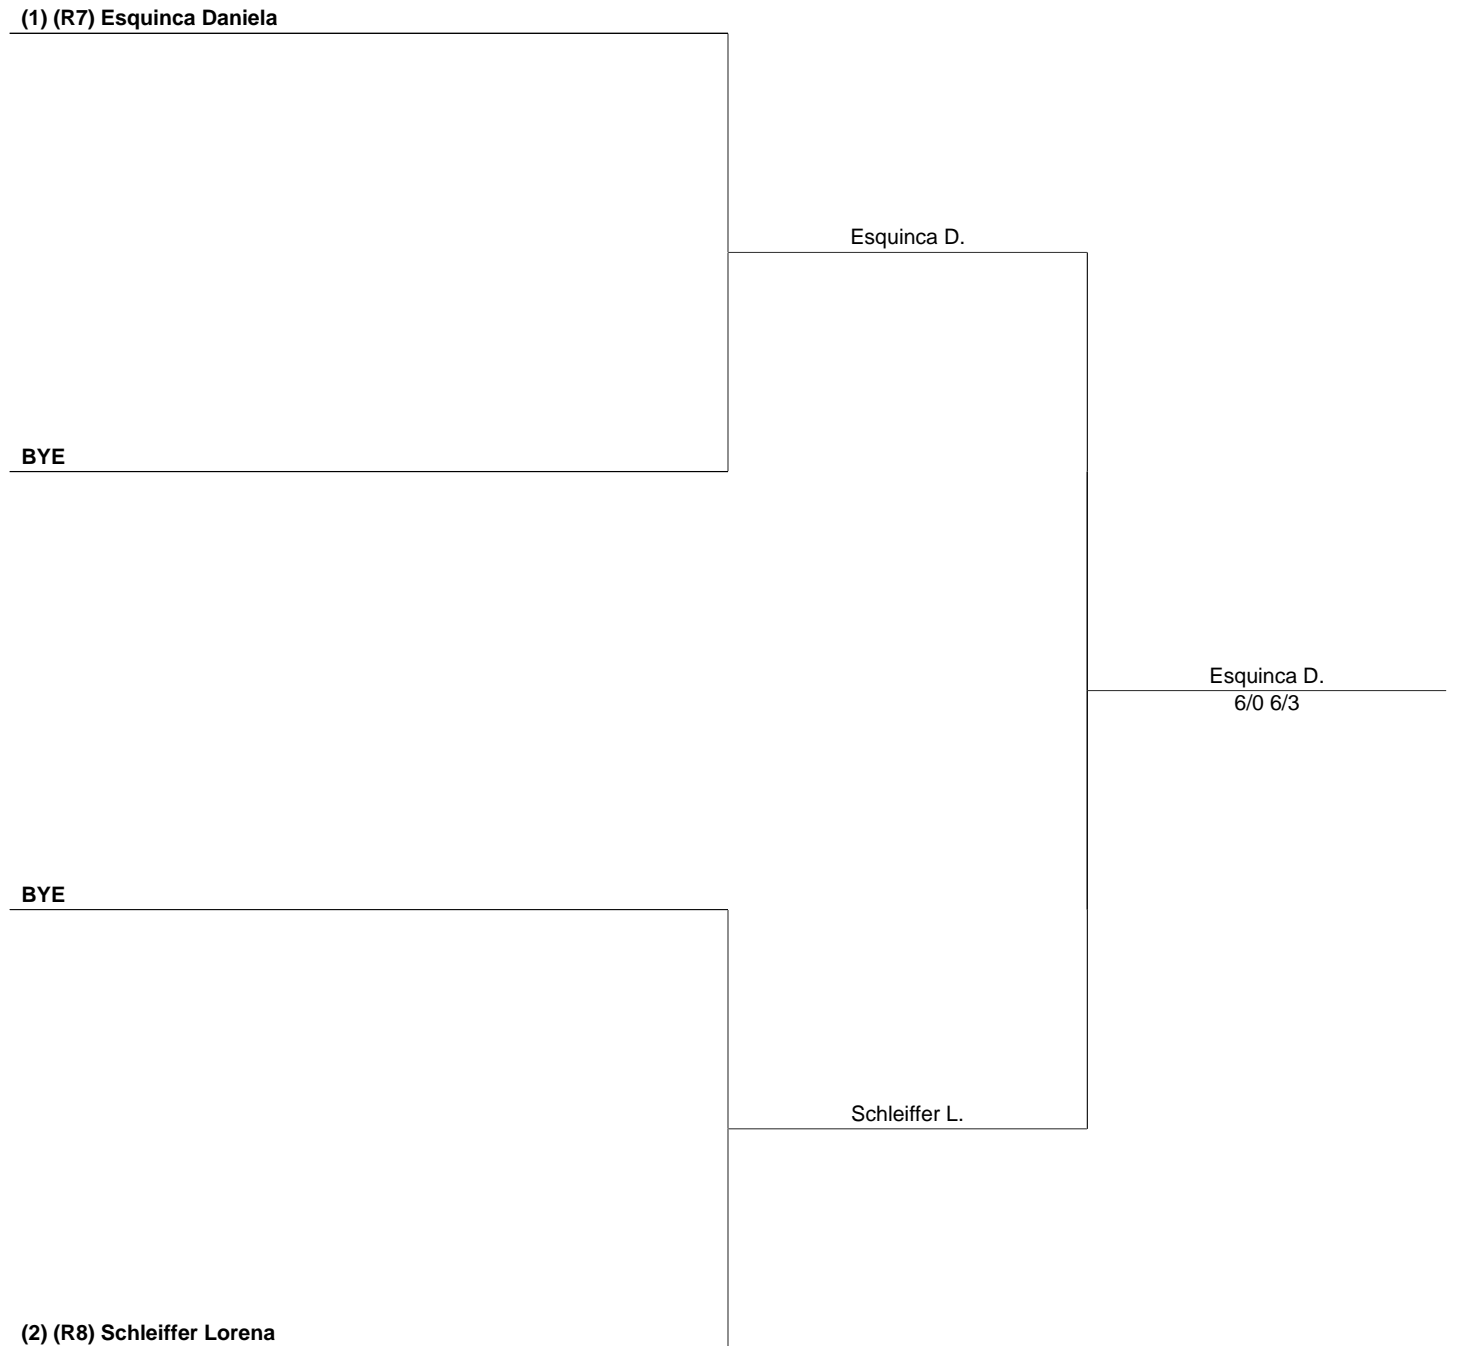 (1) (R7) Esquinca Daniela
Esquinca D.
BYE
Esquinca D.
6/0 6/3
BYE
Schleiffer L.
(2) (R8) Schleiffer Lorena